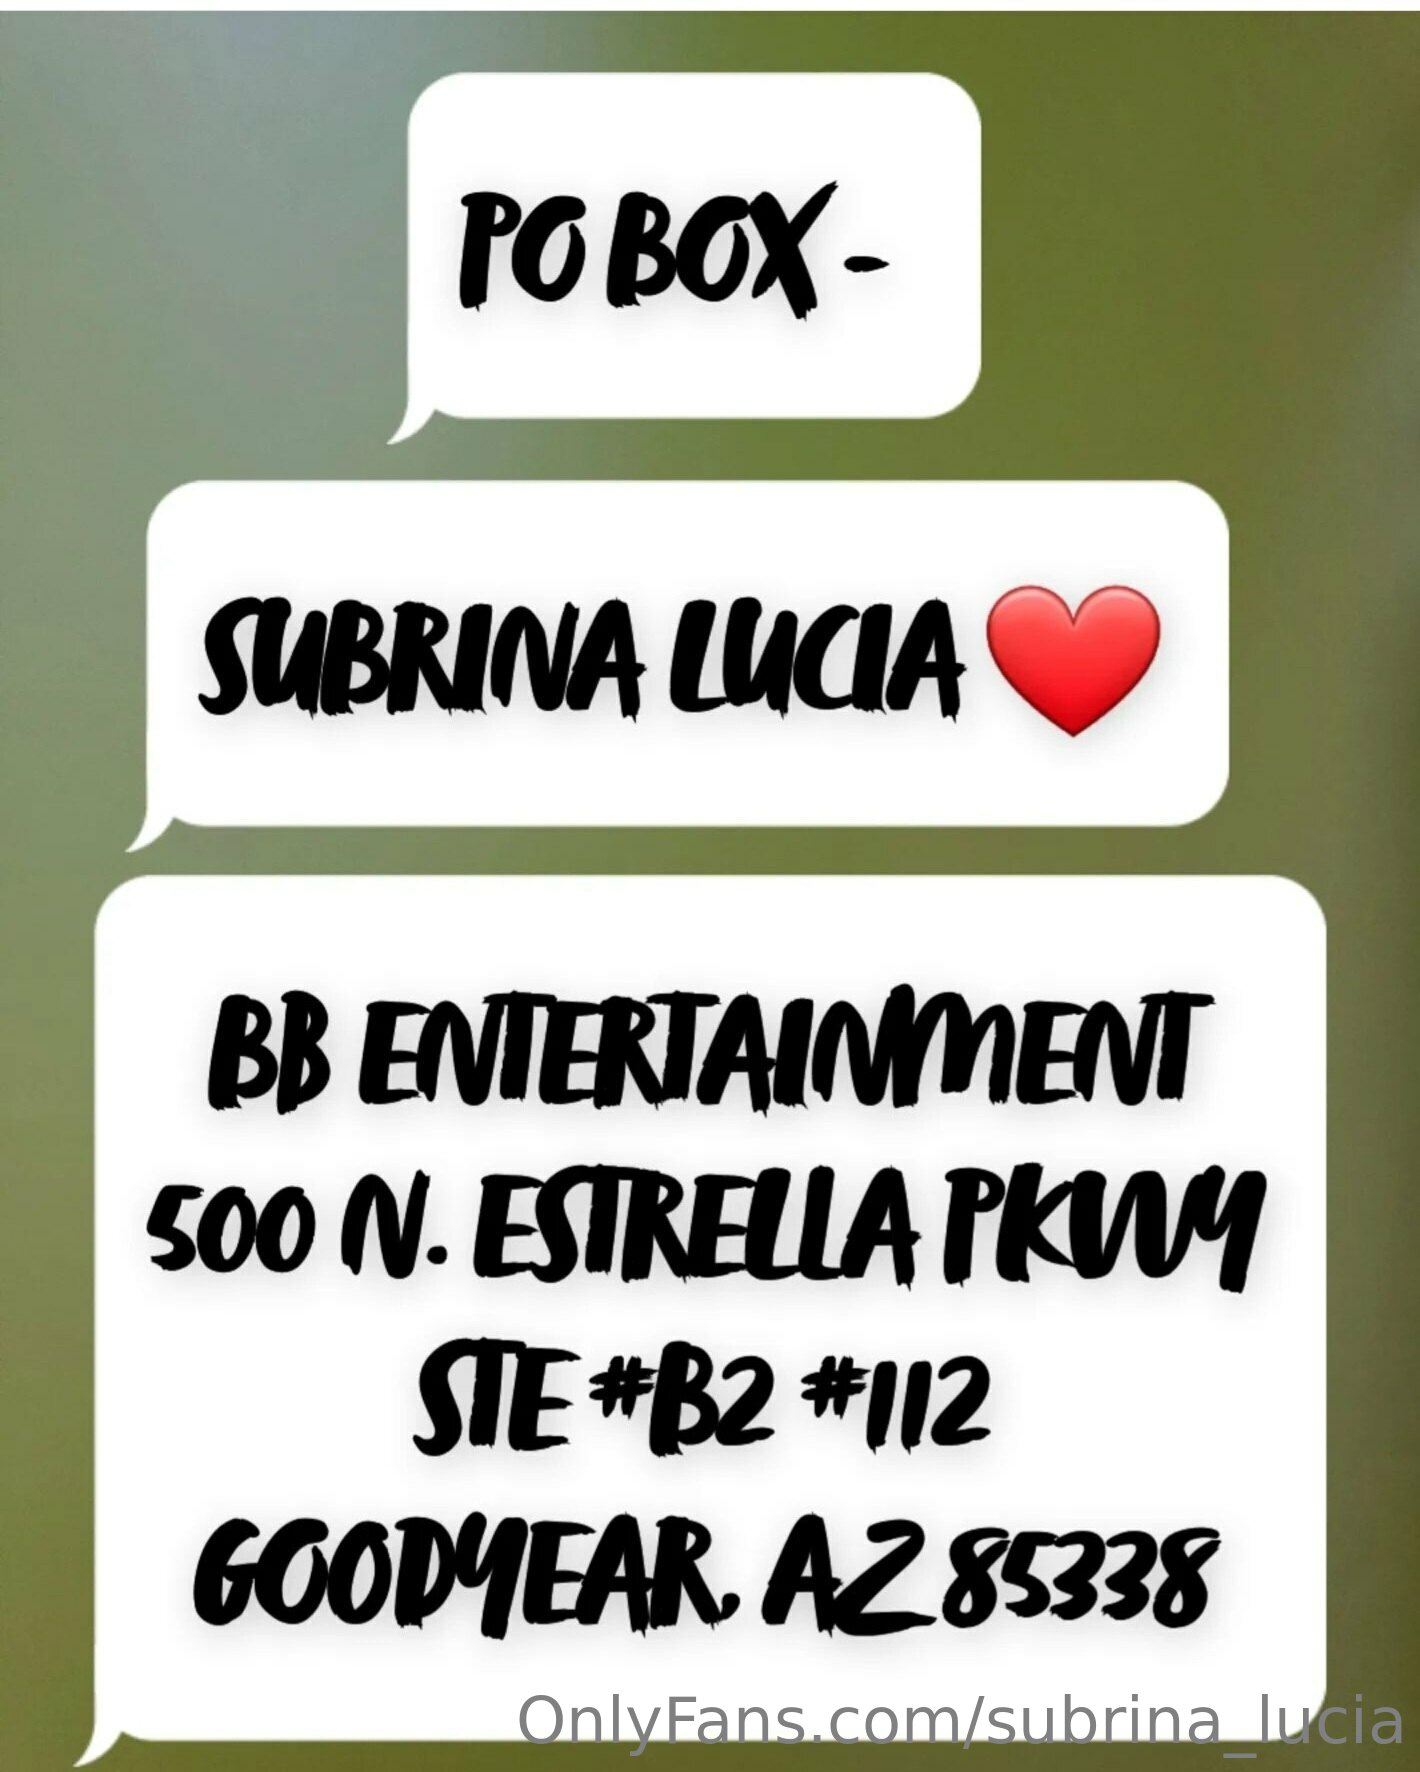 PO BOX -
SUBRINA LUCIA ❤️
BB ENTERTAINMENT
500 N. ESTRELLA PKWY
STE #B2 #112
GOODYEAR, AZ 85338
OnlyFans.com/subrina_lucia